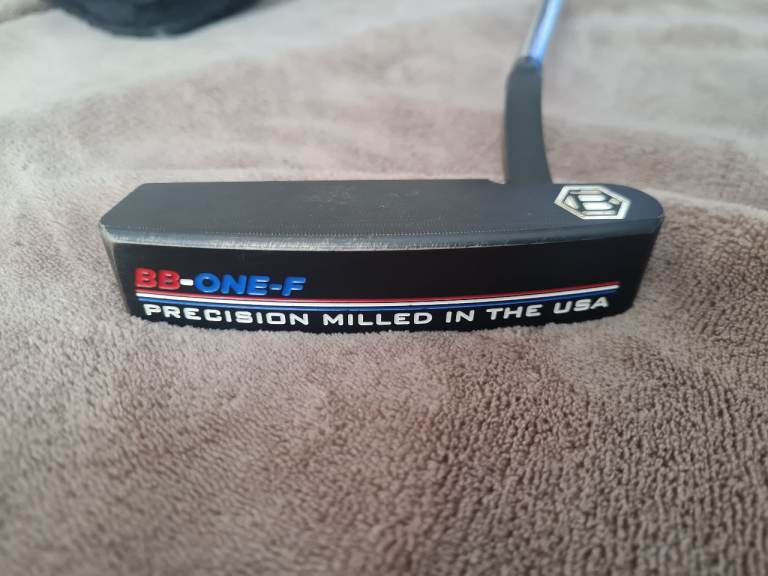 B
BB-ONE-F
PRECISION MILLED IN THE USA